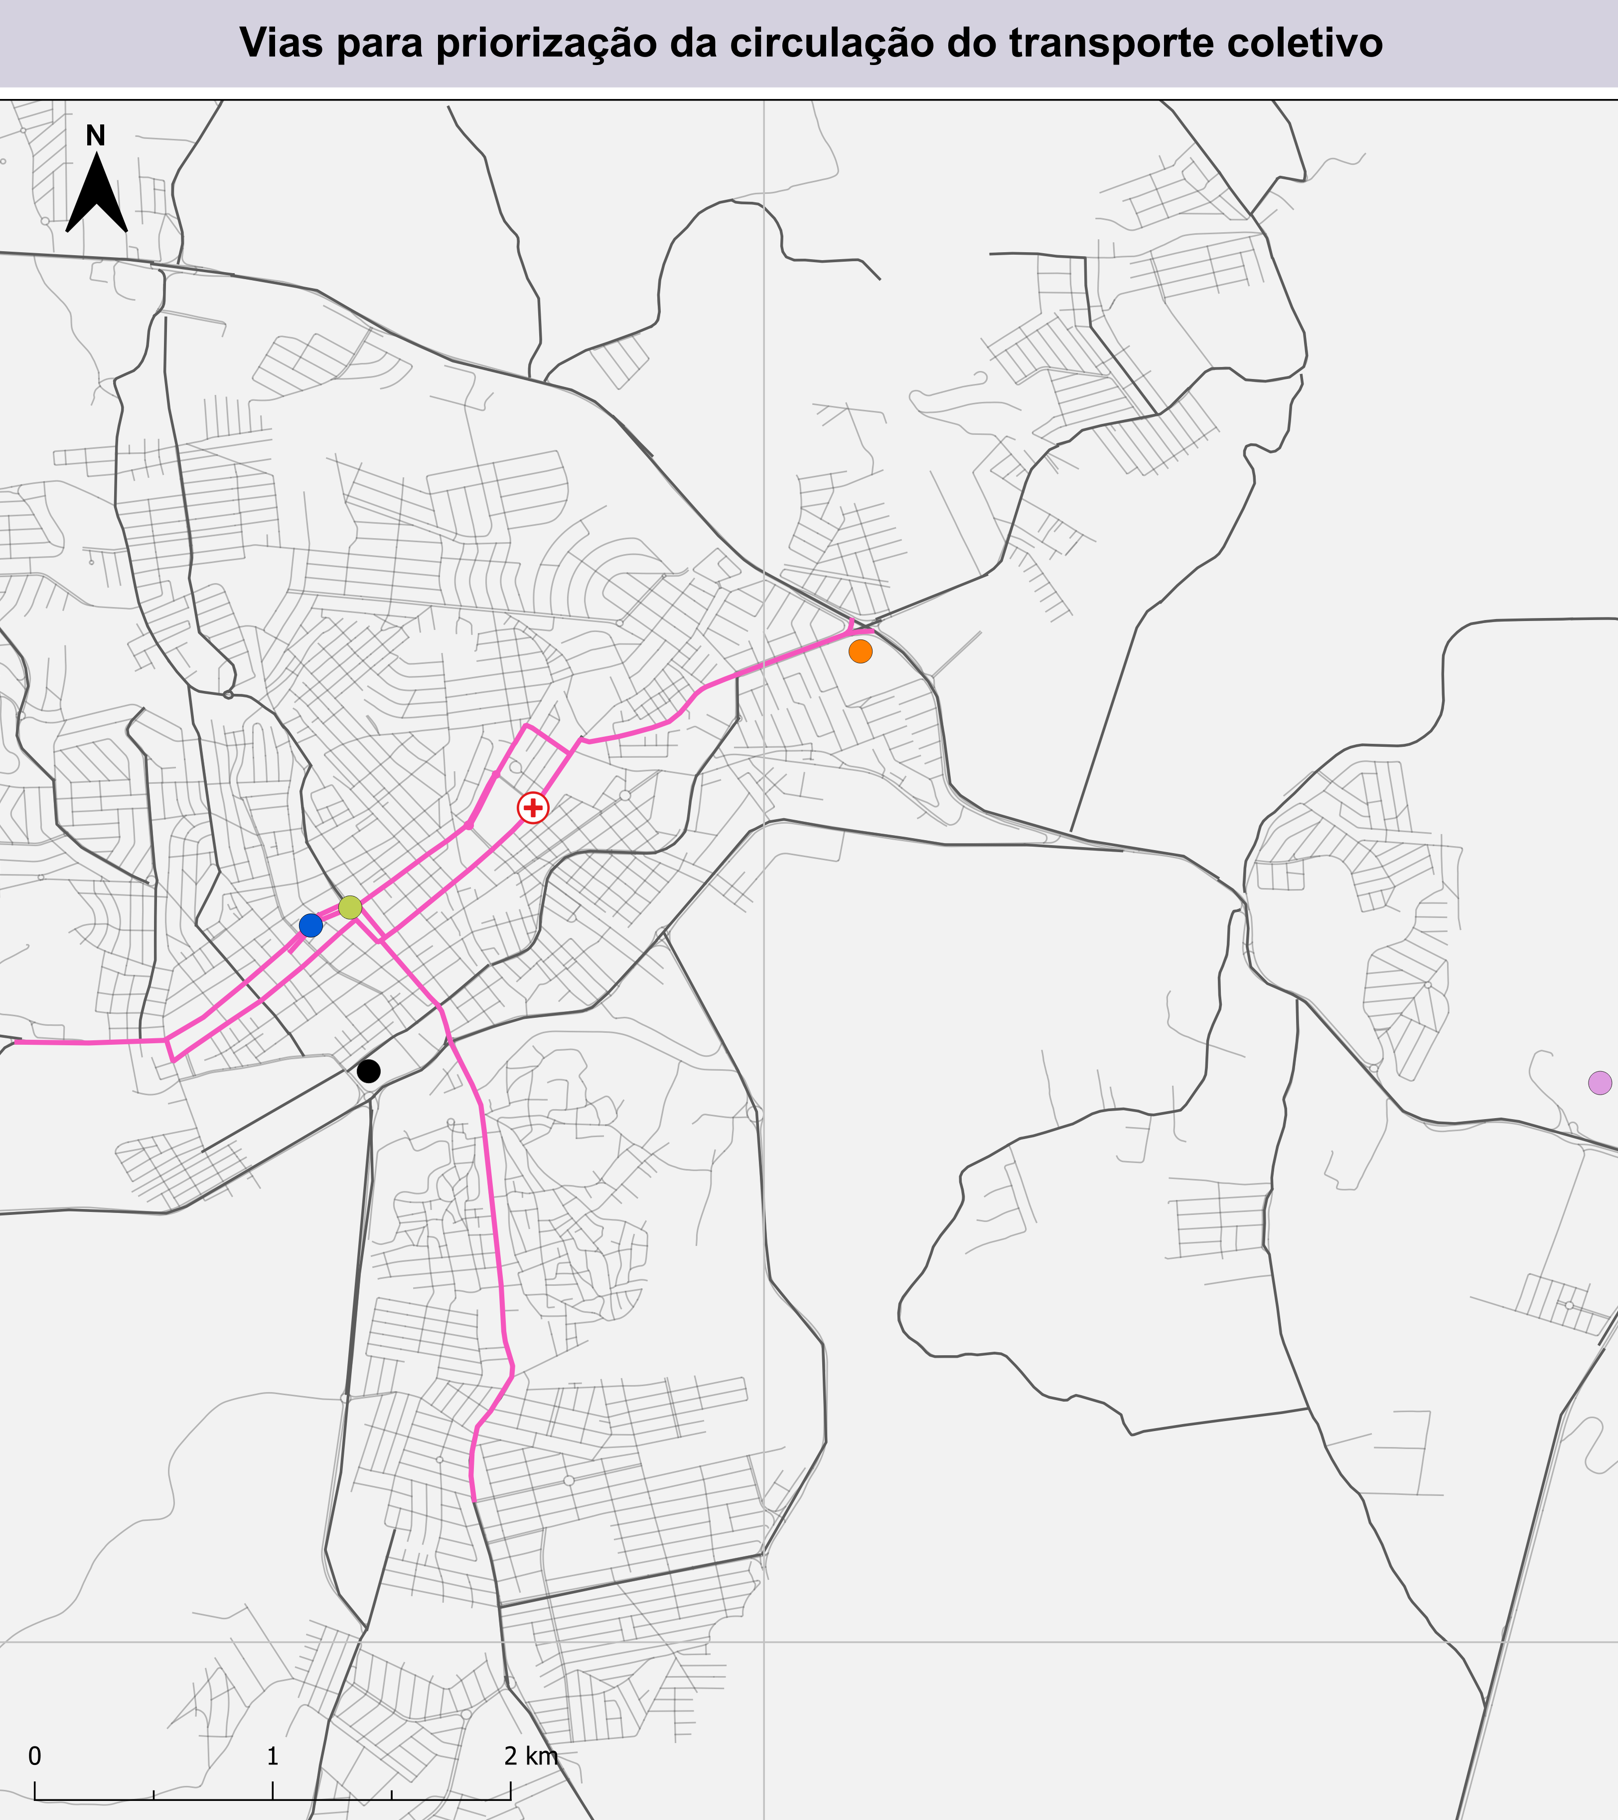 Vias para priorização da circulação do transporte coletivo
N
0 1 2 km